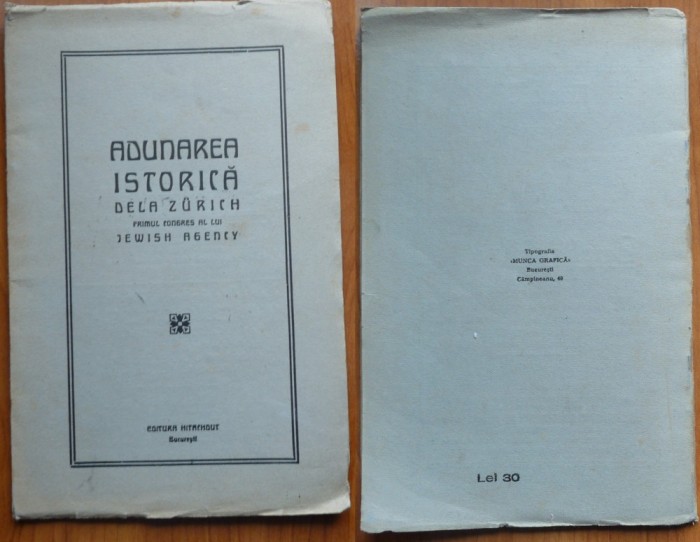 ADUNAREA
ISTORICĂ
DELA ZÜRICH
PRIMUL CONGRES AL LUI
JEWISH AGENCY
EDITURA HITACHDUT
București
Tipografia
«MUNCA GRAFICĂ»
București
Câmpineanu, 40
Lei 30